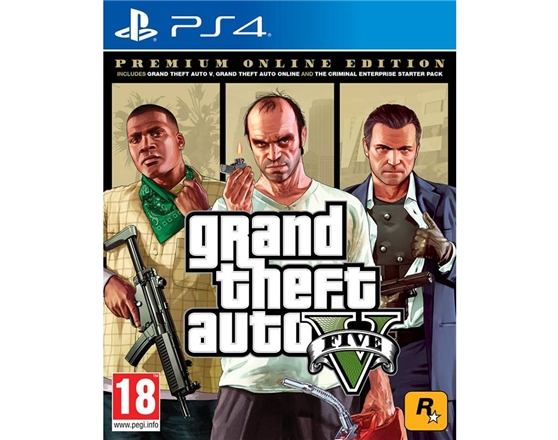 PS4
PREMIUM ONLINE EDITION
INCLUDES GRAND THEFT AUTO V, GRAND THEFT AUTO ONLINE AND THE CRIMINAL ENTERPRISE STARTER PACK
grand
theft
auto V
FIVE
18
www.pegi.info
R